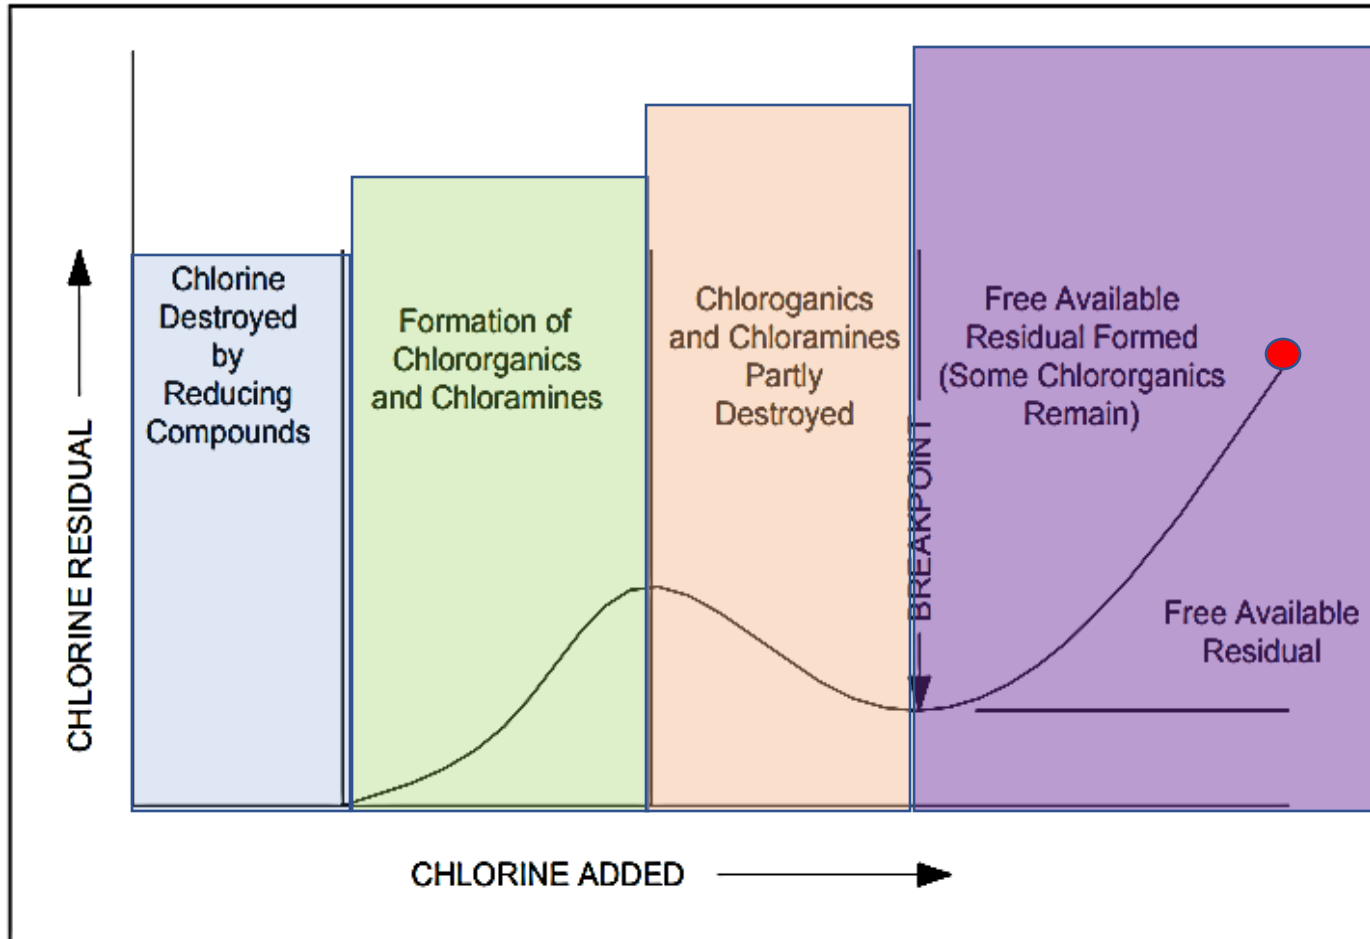 Chlorine
Destroyed
by
Reducing
Compounds
Formation of
Chlororganics
and Chloramines
Chloroganics
and Chloramines
Partly
Destroyed
Free Available
Residual Formed
(Some Chlororganics
Remain)
BREAKPOINT
Free Available
Residual
CHLORINE RESIDUAL
CHLORINE ADDED